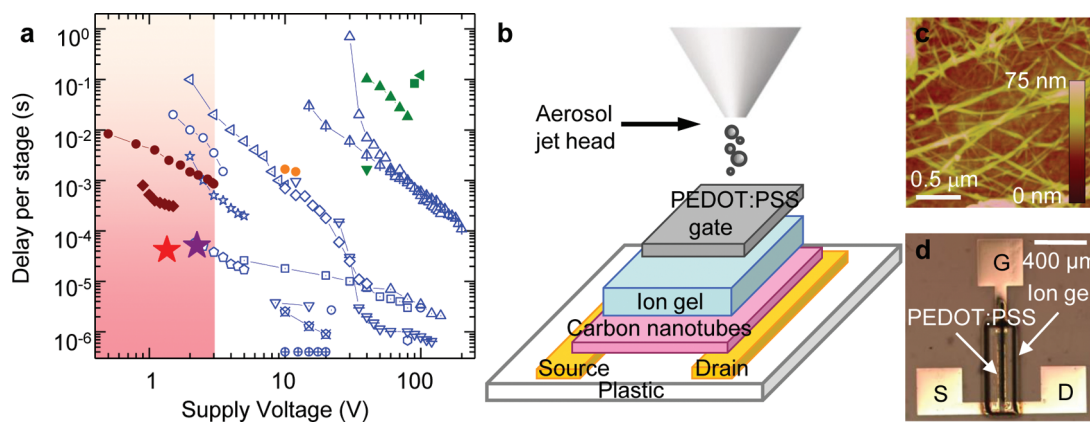 a
Delay per stage (s)
10⁰
10⁻¹
10⁻²
10⁻³
10⁻⁴
10⁻⁵
10⁻⁶
1
10
100
Supply Voltage (V)
b
Aerosol
jet head
PEDOT:PSS
gate
Ion gel
Carbon nanotubes
Source
Drain
Plastic
c
75 nm
0.5 μm
0 nm
d
G
400 μm
Ion gel
PEDOT:PSS
S
D